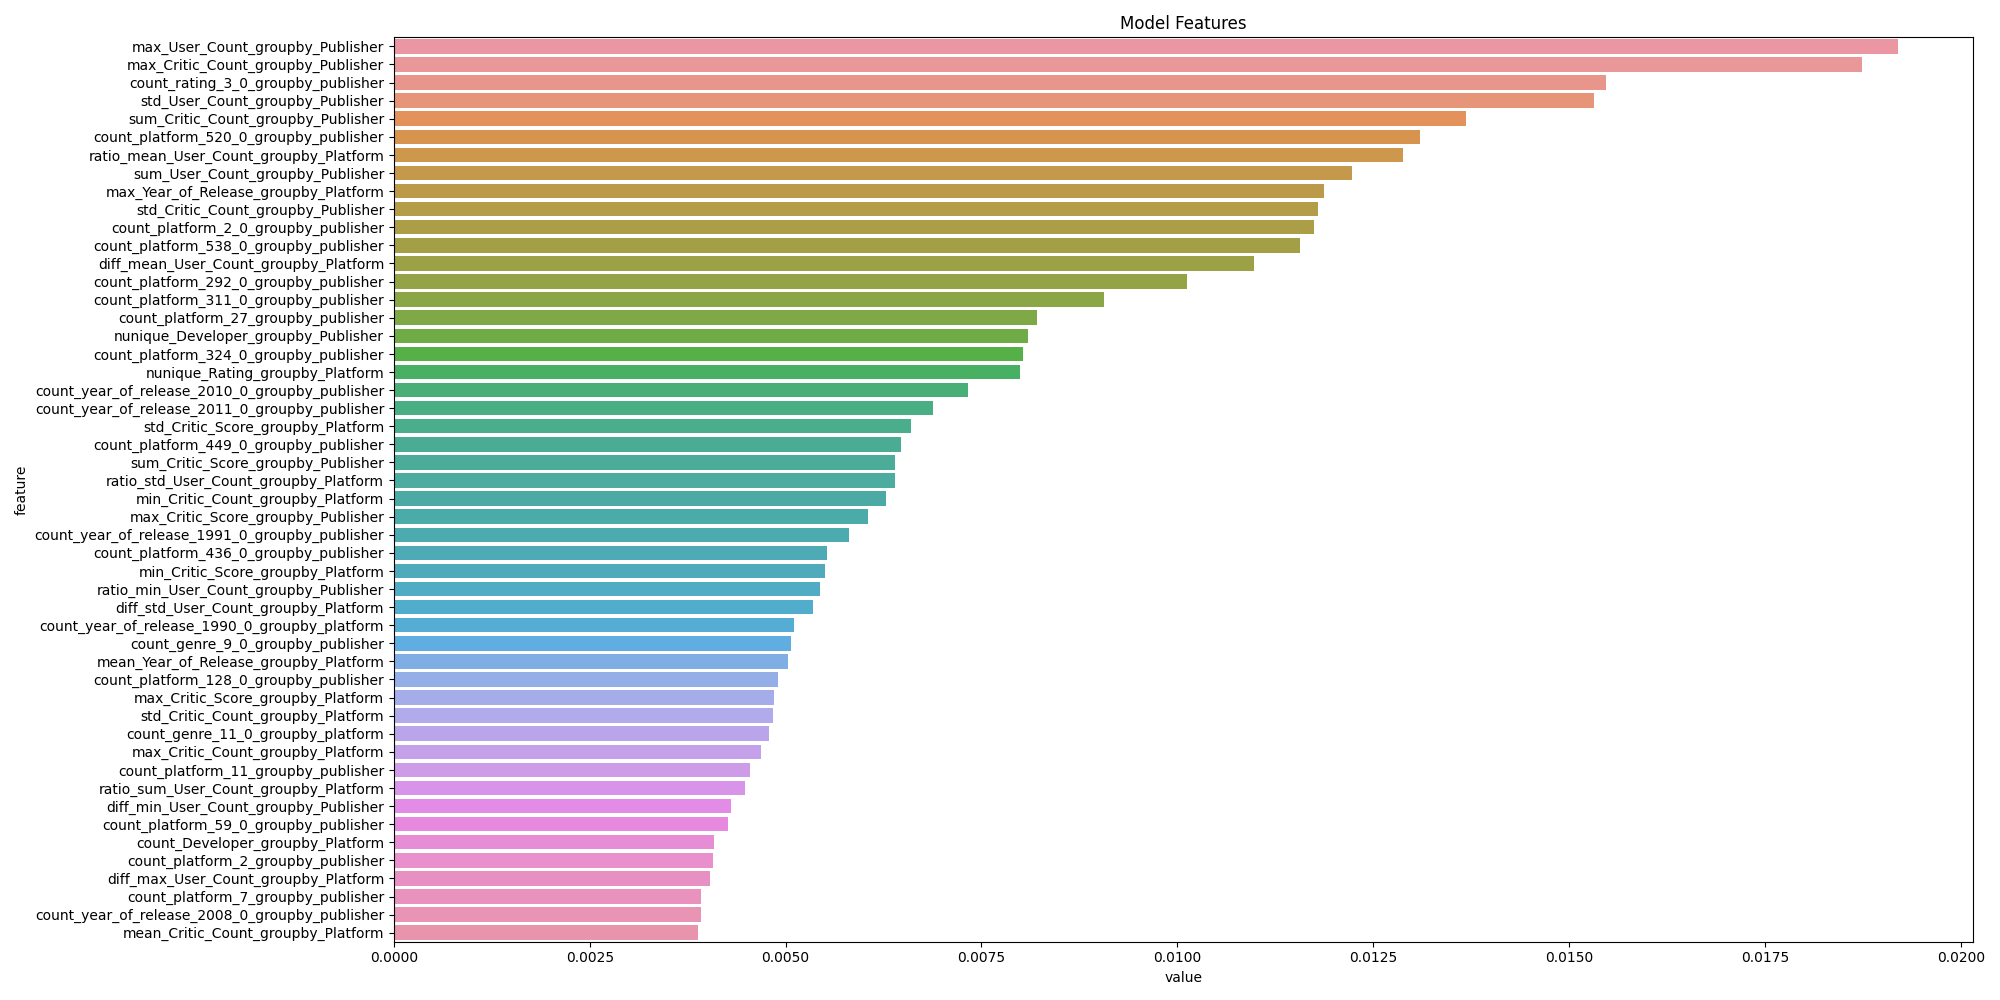 Model Features
max_User_Count_groupby_Publisher
max_Critic_Count_groupby_Publisher
count_rating_3_0_groupby_publisher
std_User_Count_groupby_Publisher
sum_Critic_Count_groupby_Publisher
count_platform_520_0_groupby_publisher
ratio_mean_User_Count_groupby_Platform
sum_User_Count_groupby_Publisher
max_Year_of_Release_groupby_Platform
std_Critic_Count_groupby_Publisher
count_platform_2_0_groupby_publisher
count_platform_538_0_groupby_publisher
diff_mean_User_Count_groupby_Platform
count_platform_292_0_groupby_publisher
count_platform_311_0_groupby_publisher
count_platform_27_groupby_publisher
nunique_Developer_groupby_Publisher
count_platform_324_0_groupby_publisher
nunique_Rating_groupby_Platform
count_year_of_release_2010_0_groupby_publisher
count_year_of_release_2011_0_groupby_publisher
std_Critic_Score_groupby_Platform
count_platform_449_0_groupby_publisher
sum_Critic_Score_groupby_Publisher
ratio_std_User_Count_groupby_Platform
min_Critic_Count_groupby_Platform
max_Critic_Score_groupby_Publisher
count_year_of_release_1991_0_groupby_publisher
count_platform_436_0_groupby_publisher
min_Critic_Score_groupby_Platform
ratio_min_User_Count_groupby_Publisher
diff_std_User_Count_groupby_Platform
count_year_of_release_1990_0_groupby_platform
count_genre_9_0_groupby_publisher
mean_Year_of_Release_groupby_Platform
count_platform_128_0_groupby_publisher
max_Critic_Score_groupby_Platform
std_Critic_Count_groupby_Platform
count_genre_11_0_groupby_platform
max_Critic_Count_groupby_Platform
count_platform_11_groupby_publisher
ratio_sum_User_Count_groupby_Platform
diff_min_User_Count_groupby_Publisher
count_platform_59_0_groupby_publisher
count_Developer_groupby_Platform
count_platform_2_groupby_publisher
diff_max_User_Count_groupby_Platform
count_platform_7_groupby_publisher
count_year_of_release_2008_0_groupby_publisher
mean_Critic_Count_groupby_Platform
feature
0.0000 0.0025 0.0050 0.0075 0.0100 0.0125 0.0150 0.0175 0.0200
value